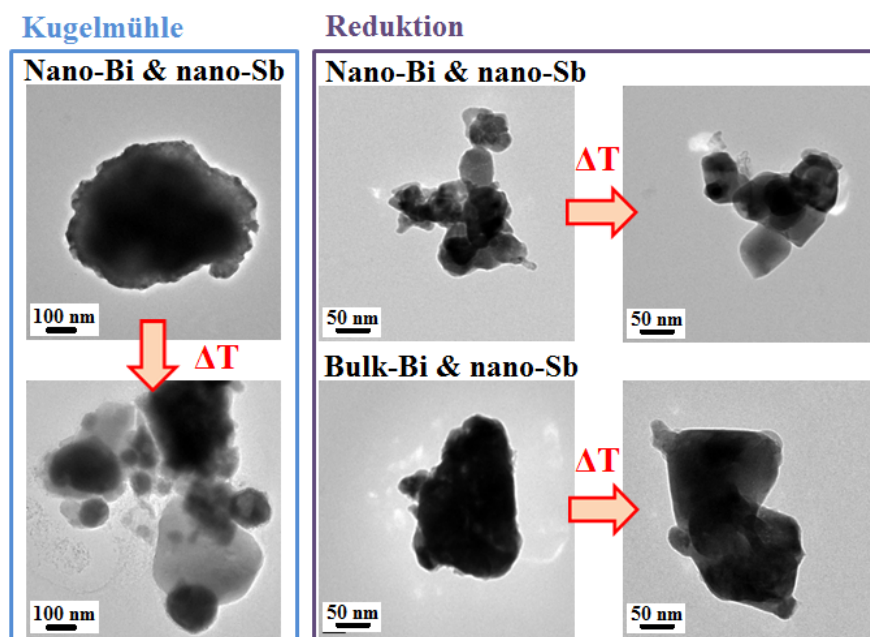 Kugelmühle
Reduktion
Nano-Bi & nano-Sb
100 nm
ΔT
100 nm
Nano-Bi & nano-Sb
50 nm
ΔT
50 nm
Bulk-Bi & nano-Sb
50 nm
ΔT
50 nm